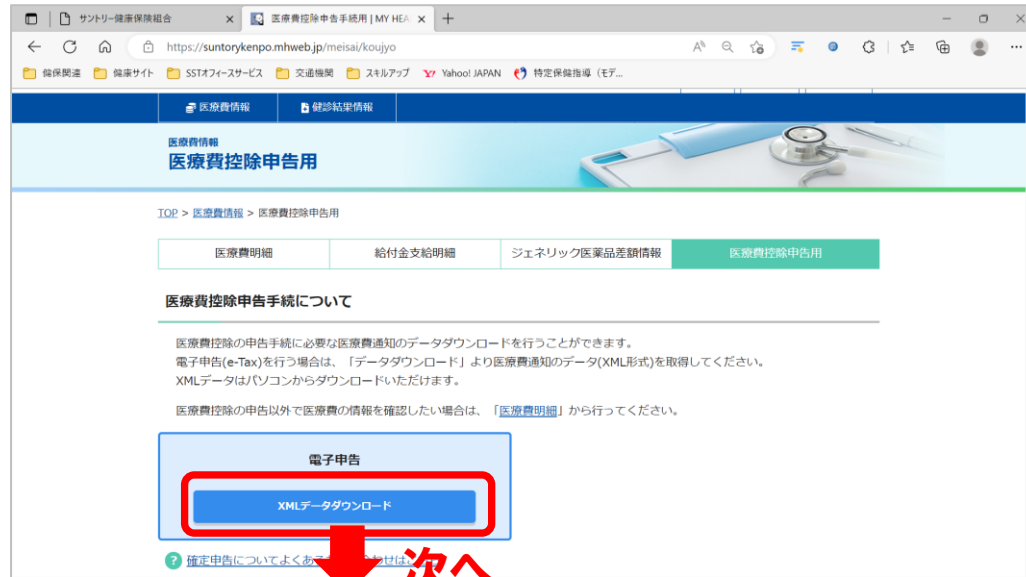 サントリー健康保険組合
医療費控除申告手続用 | MY HEA
https://suntorykenpo.mhweb.jp/meisai/koujyo
健保関連
健康サイト
SSTオフィースサービス
交通機関
スキルアップ
Yahoo! JAPAN
特定保健指導（モデ...
医療費情報
健診結果情報
医療費情報
医療費控除申告用
TOP > 医療費情報 > 医療費控除申告用
医療費明細
給付金支給明細
ジェネリック医薬品差額情報
医療費控除申告用
医療費控除申告手続について
医療費控除の申告手続に必要な医療費通知のデータダウンロードを行うことができます。
電子申告(e-Tax)を行う場合は、「データダウンロード」より医療費通知のデータ(XML形式)を取得してください。
XMLデータはパソコンからダウンロードいただけます。
医療費控除の申告以外で医療費の情報を確認したい場合は、「医療費明細」から行ってください。
電子申告
XMLデータダウンロード
確定申告についてよくある
わせは
次へ